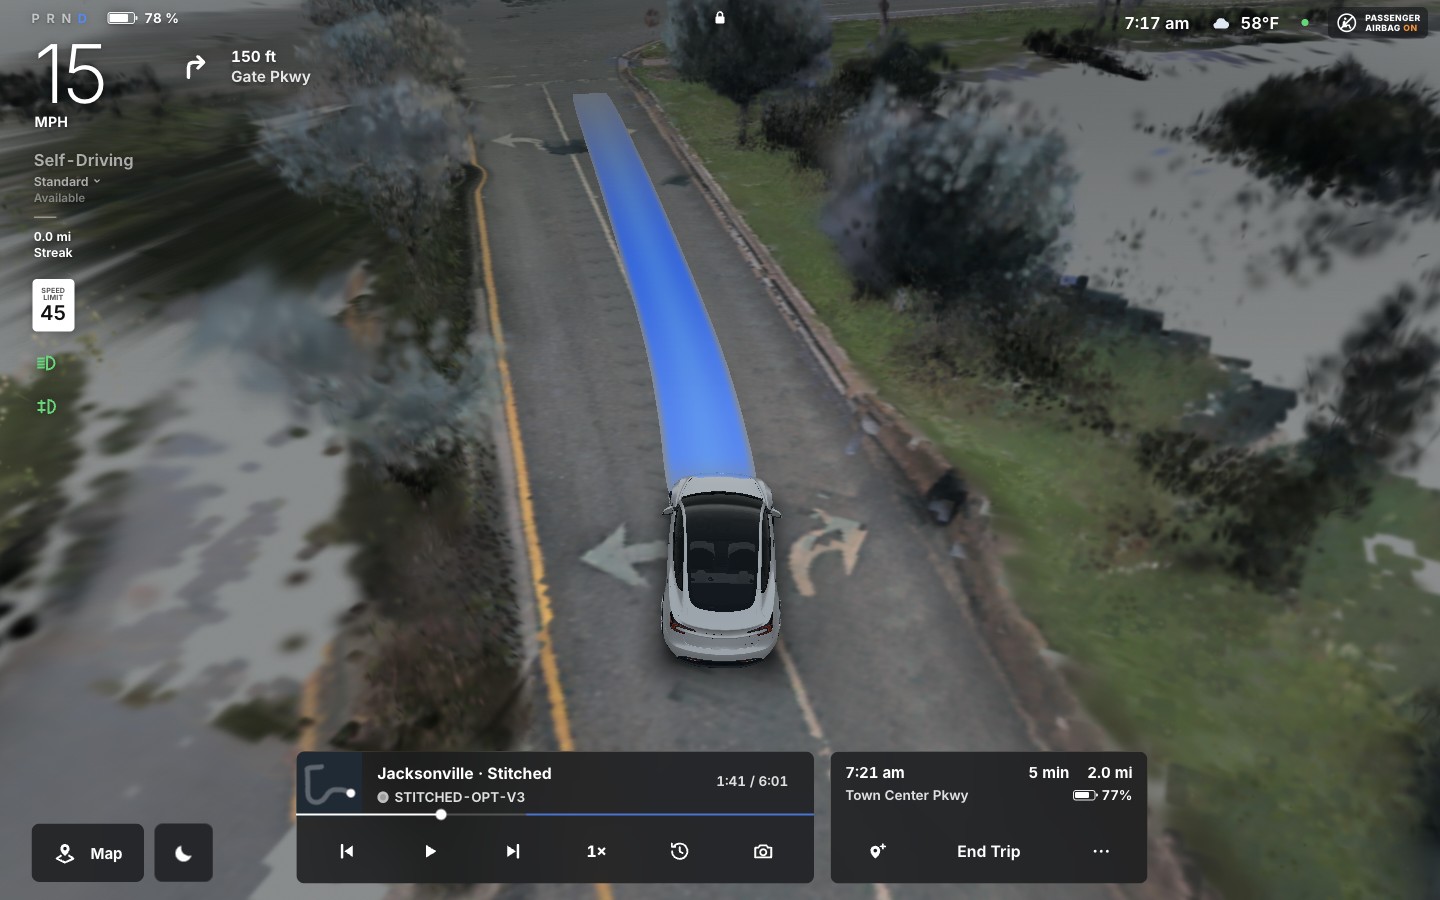 P R N D
78 %
15
MPH
150 ft
Gate Pkwy
7:17 am
58°F
PASSENGER
AIRBAG ON
Self-Driving
Standard
Available
0.0 mi
Streak
SPEED
LIMIT
45
Jacksonville · Stitched
STITCHED-OPT-V3
1:41 / 6:01
1×
7:21 am
5 min
2.0 mi
Town Center Pkwy
77%
End Trip
Map